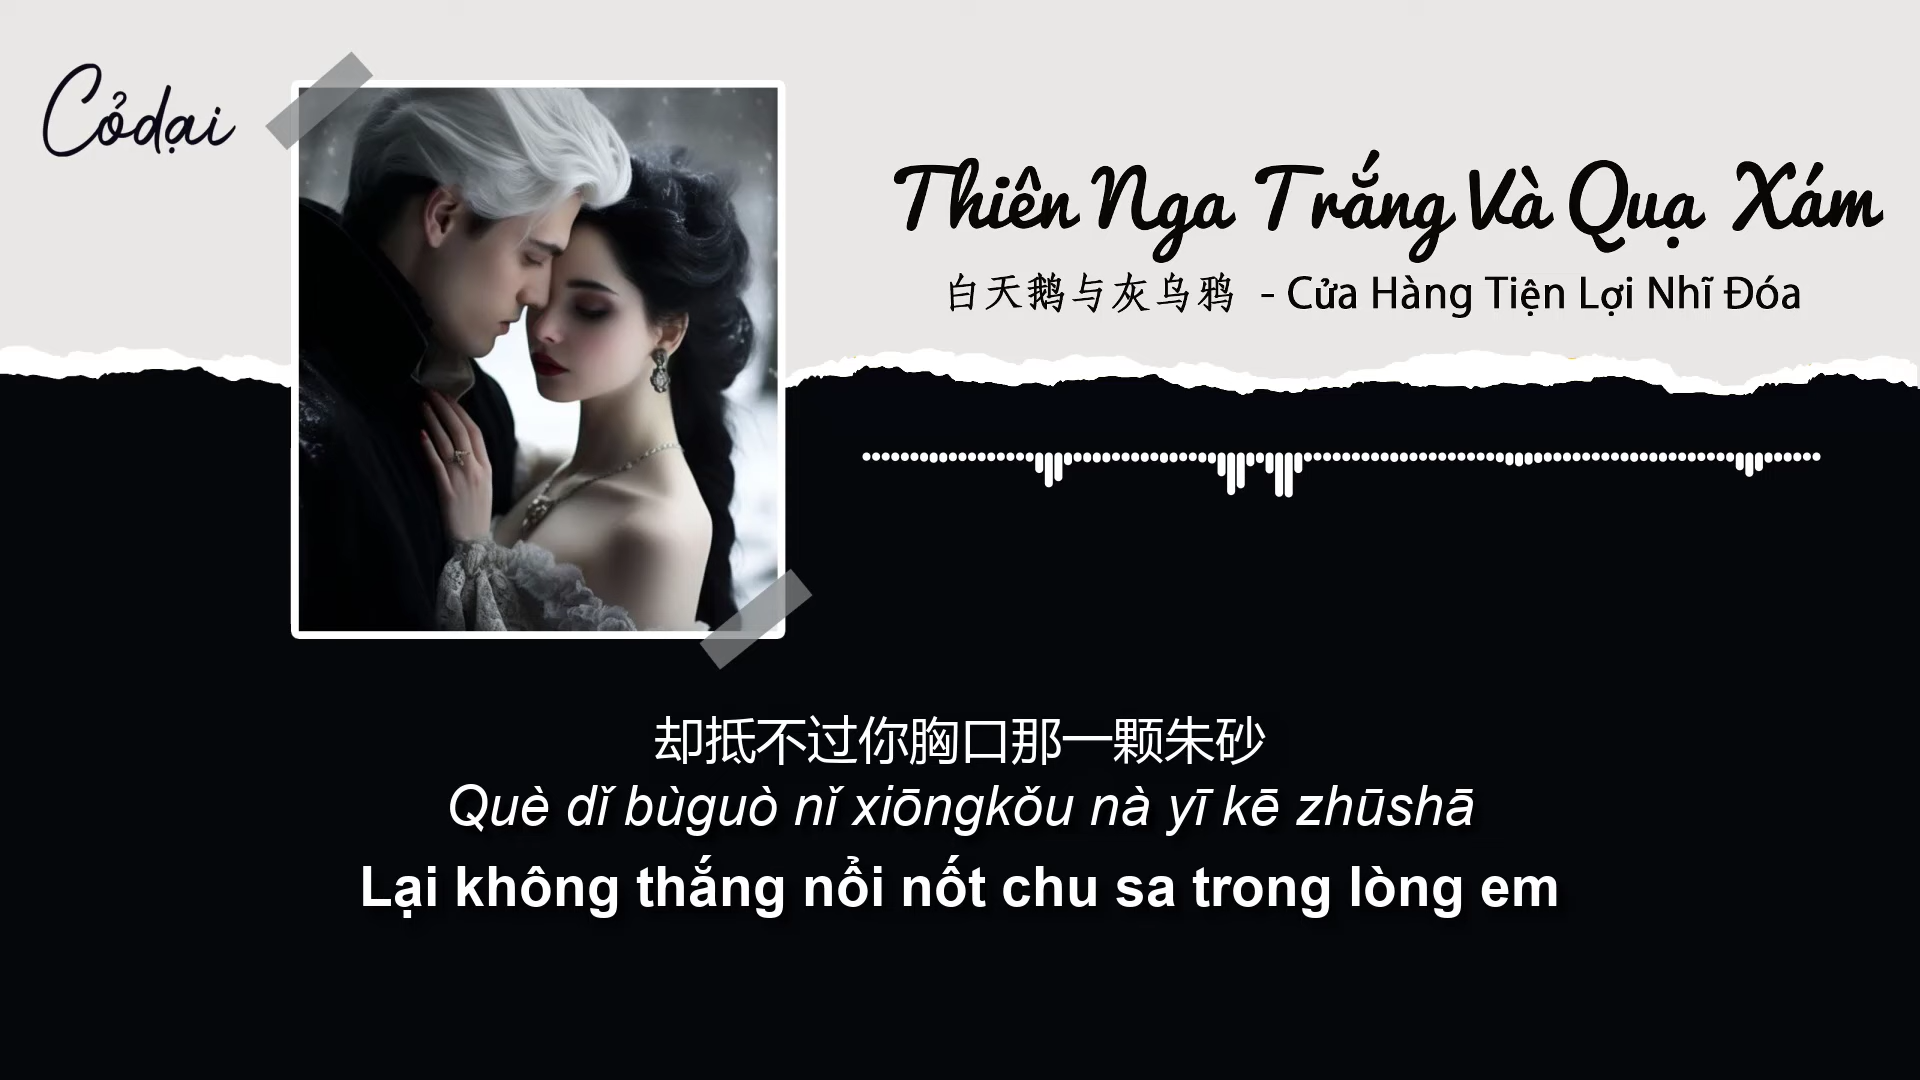 Cỏdại
Thiên Nga Trắng Và Quạ Xám
白天鹅与灰乌鸦 - Cửa Hàng Tiện Lợi Nhĩ Đóa
却抵不过你胸口那一颗朱砂
Què dǐ bùguò nǐ xiōngkǒu nà yī kē zhūshā
Lại không thắng nổi nốt chu sa trong lòng em